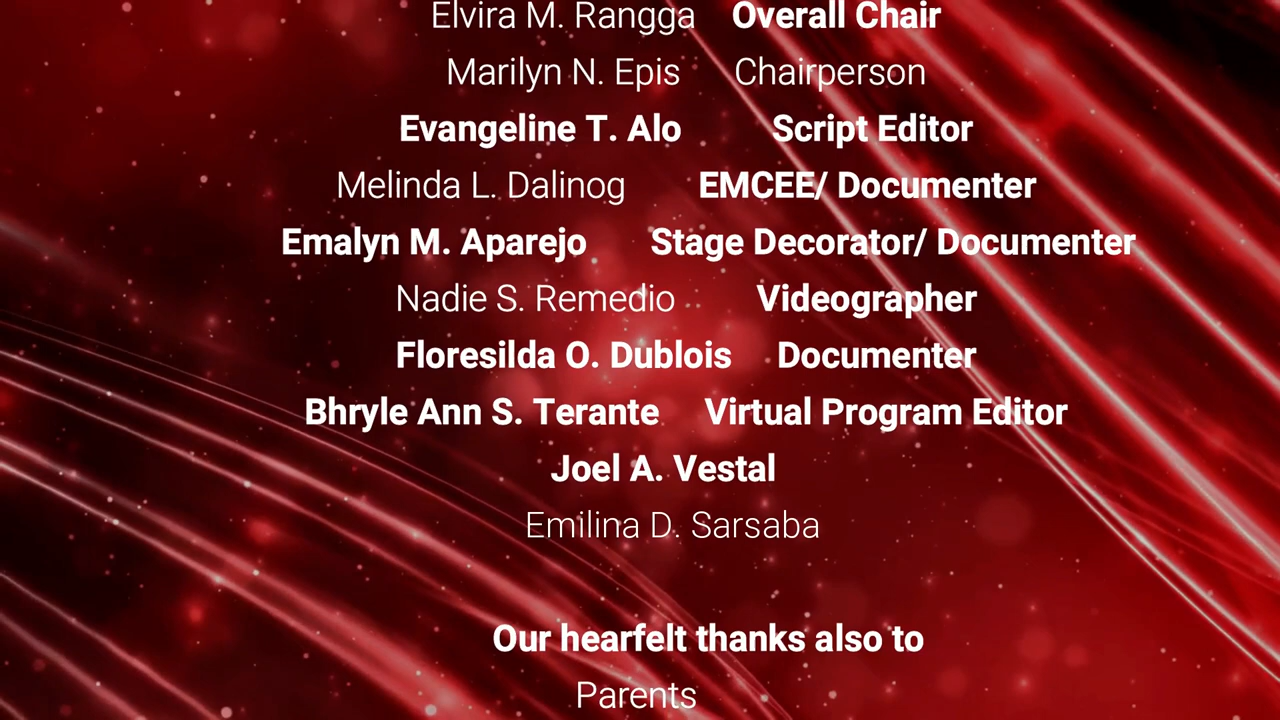 Elvira M. Rangga Overall Chair
Marilyn N. Epis Chairperson
Evangeline T. Alo Script Editor
Melinda L. Dalinog EMCEE/ Documenter
Emalyn M. Aparejo Stage Decorator/ Documenter
Nadie S. Remedio Videographer
Floresilda O. Dublois Documenter
Bhryle Ann S. Terante Virtual Program Editor
Joel A. Vestal
Emilina D. Sarsaba
Our hearfelt thanks also to
Parents